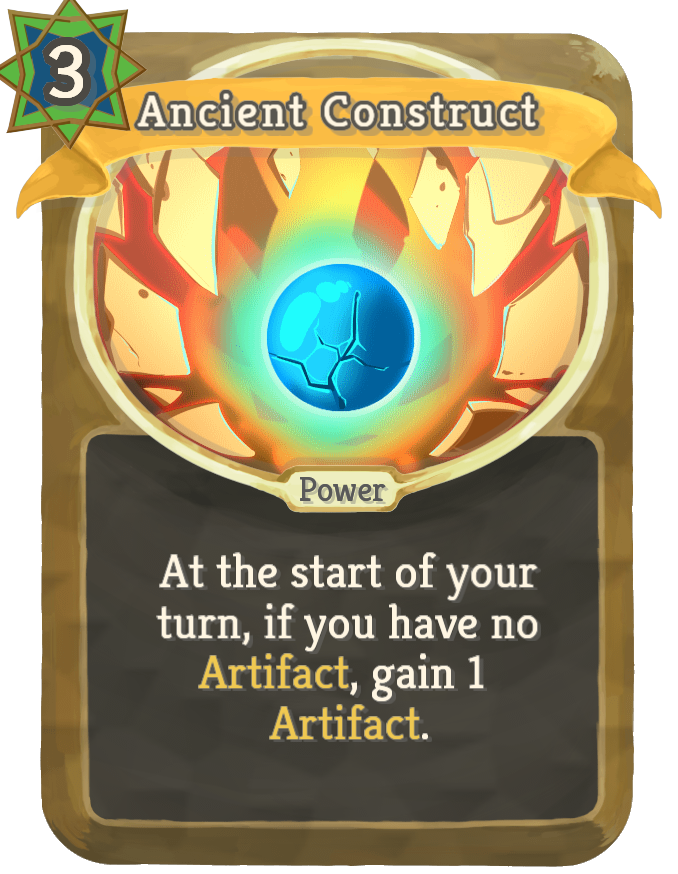 3
Ancient Construct
Power
At the start of your
turn, if you have no
Artifact, gain 1
Artifact.